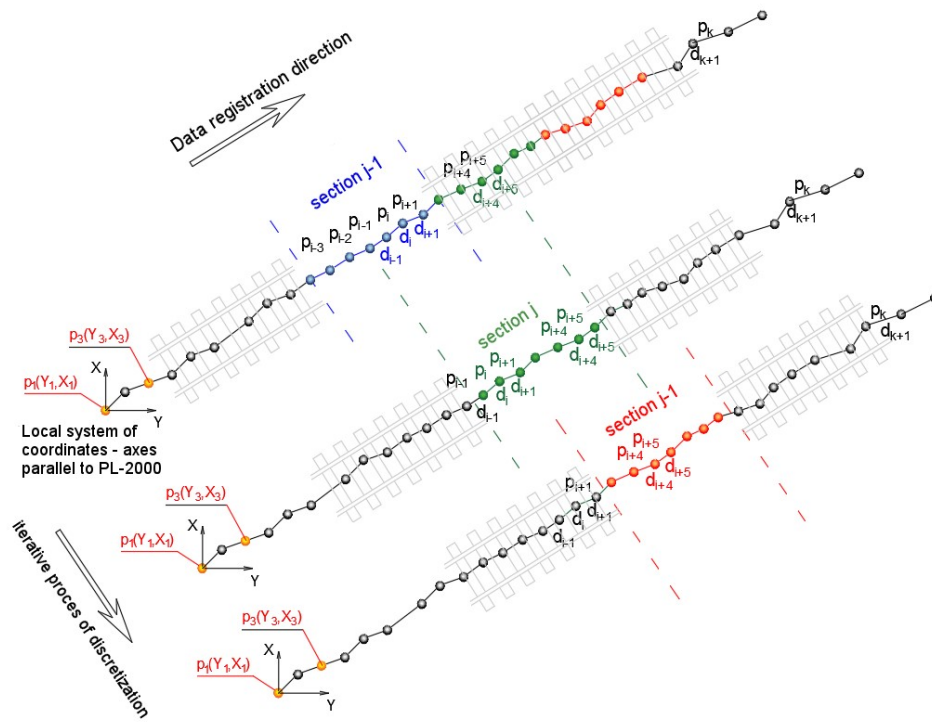 Data registration direction
section j-1
p_k
d_{k+1}
p_{i+4} p_{i+5}
d_{i+4} d_{i+5}
p_{i-3} p_{i-2} p_{i-1} p_i p_{i+1}
d_{i-1} d_i d_{i+1}
p_3(Y_3,X_3)
p_1(Y_1,X_1)
X
Y
Local system of
coordinates - axes
parallel to PL-2000
section j
p_k
d_{k+1}
p_{i-1} p_i p_{i+1} p_{i+4} p_{i+5}
d_{i-1} d_i d_{i+1} d_{i+4} d_{i+5}
p_3(Y_3,X_3)
p_1(Y_1,X_1)
X
Y
section j-1
p_k
d_{k+1}
p_{i+1} p_{i+4} p_{i+5}
d_{i-1} d_i d_{i+1} d_{i+4} d_{i+5}
p_3(Y_3,X_3)
p_1(Y_1,X_1)
X
Y
iterative proces of discretization